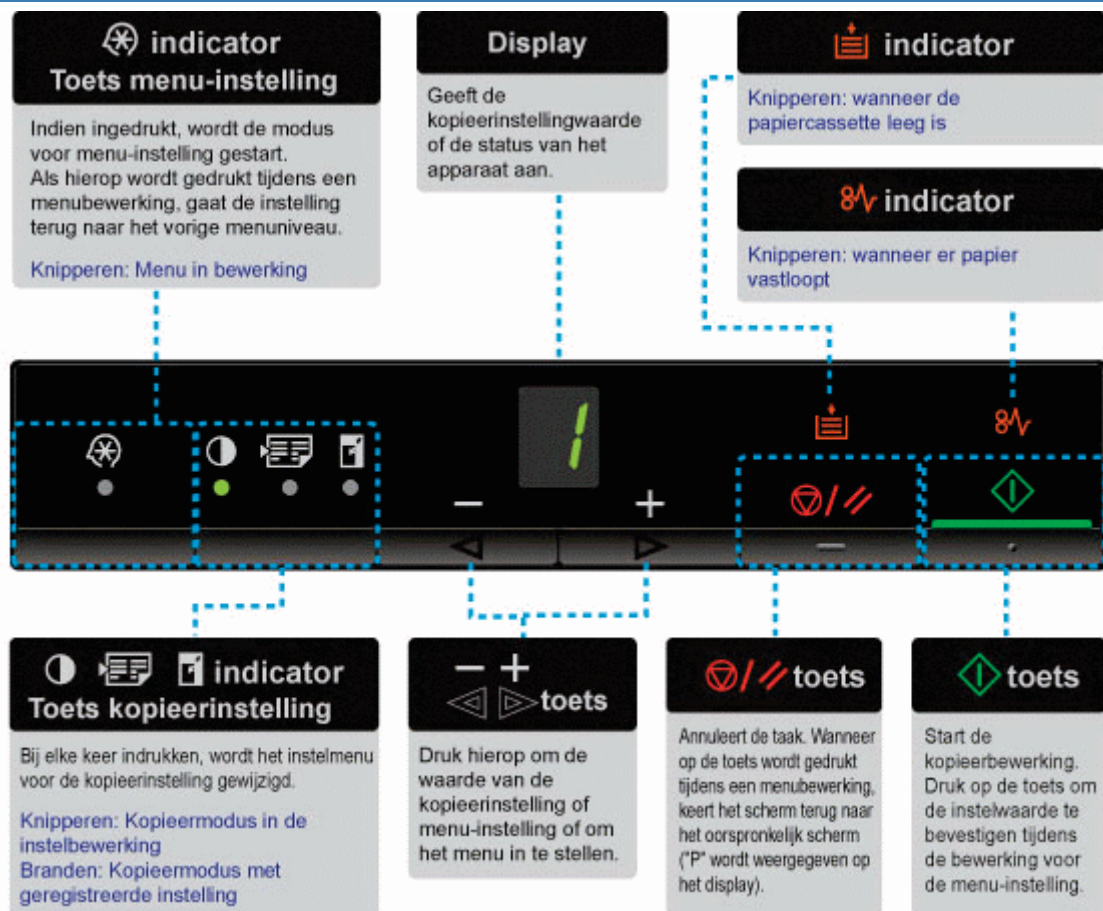 indicator
Toets menu-instelling
Indien ingedrukt, wordt de modus
voor menu-instelling gestart.
Als hierop wordt gedrukt tijdens een
menubewerking, gaat de instelling
terug naar het vorige menuniveau.
Knipperen: Menu in bewerking
Display
Geeft de
kopieerinstellingwaarde
of de status van het
apparaat aan.
indicator
Knipperen: wanneer de
papiercassette leeg is
indicator
Knipperen: wanneer er papier
vastloopt
1
− +
indicator
Toets kopieerinstelling
Bij elke keer indrukken, wordt het instelmenu
voor de kopieerinstelling gewijzigd.
Knipperen: Kopieermodus in de
instelbewerking
Branden: Kopieermodus met
geregistreerde instelling
− +
toets
Druk hierop om de
waarde van de
kopieerinstelling of
menu-instelling of om
het menu in te stellen.
/ toets
Annuleert de taak. Wanneer
op de toets wordt gedrukt
tijdens een menubewerking,
keert het scherm terug naar
het oorspronkelijk scherm
("P" wordt weergegeven op
het display).
toets
Start de
kopieerbewerking.
Druk op de toets om
de instelwaarde te
bevestigen tijdens
de bewerking voor
de menu-instelling.